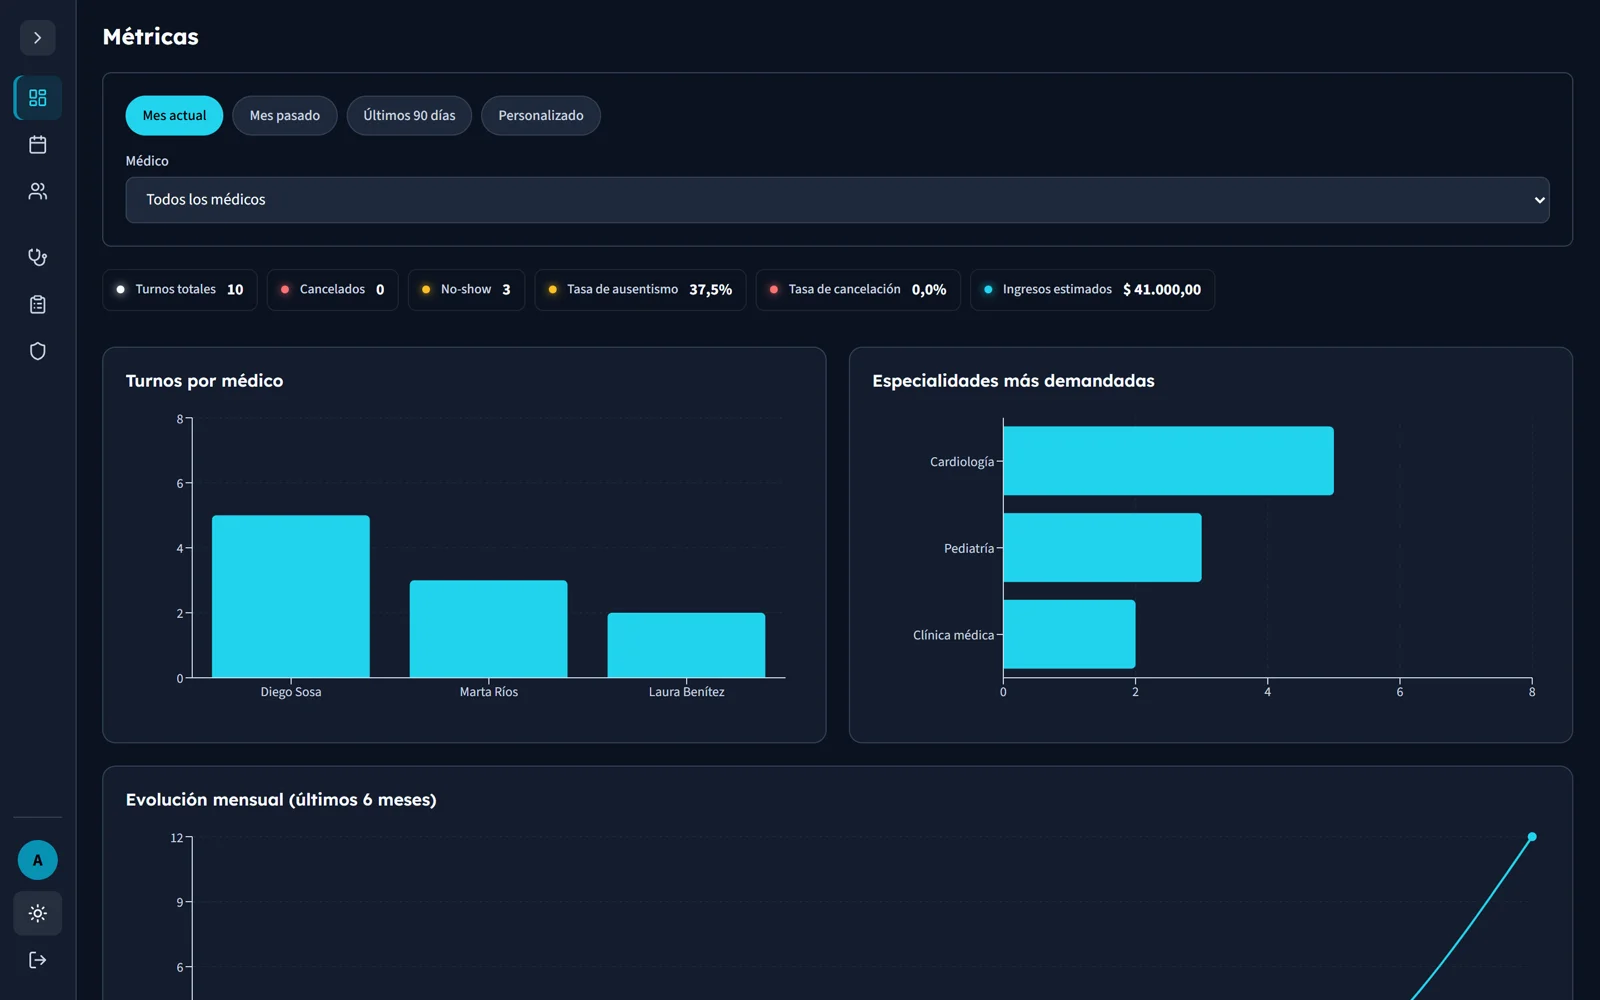 Métricas
Mes actual
Mes pasado
Últimos 90 días
Personalizado
Médico
Todos los médicos
Turnos totales 10
Cancelados 0
No-show 3
Tasa de ausentismo 37,5%
Tasa de cancelación 0,0%
Ingresos estimados $ 41.000,00
Turnos por médico
8
6
4
2
0
Diego Sosa
Marta Ríos
Laura Benítez
Especialidades más demandadas
Cardiología
Pediatría
Clínica médica
0
2
4
6
8
Evolución mensual (últimos 6 meses)
12
9
6
A